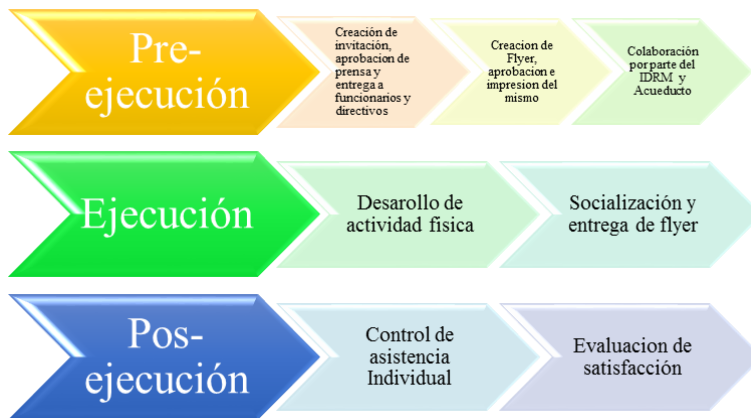 Pre-
ejecución
Creación de
invitación,
aprobacion de
prensa y
entrega a
funcionarios y
directivos
Creacion de
Flyer,
aprobacion e
impresion del
mismo
Colaboración
por parte del
IDRM y
Acueducto
Ejecución
Desarollo de
actividad física
Socialización y
entrega de flyer
Pos-
ejecución
Control de
asistencia
Individual
Evaluacion de
satisfacción